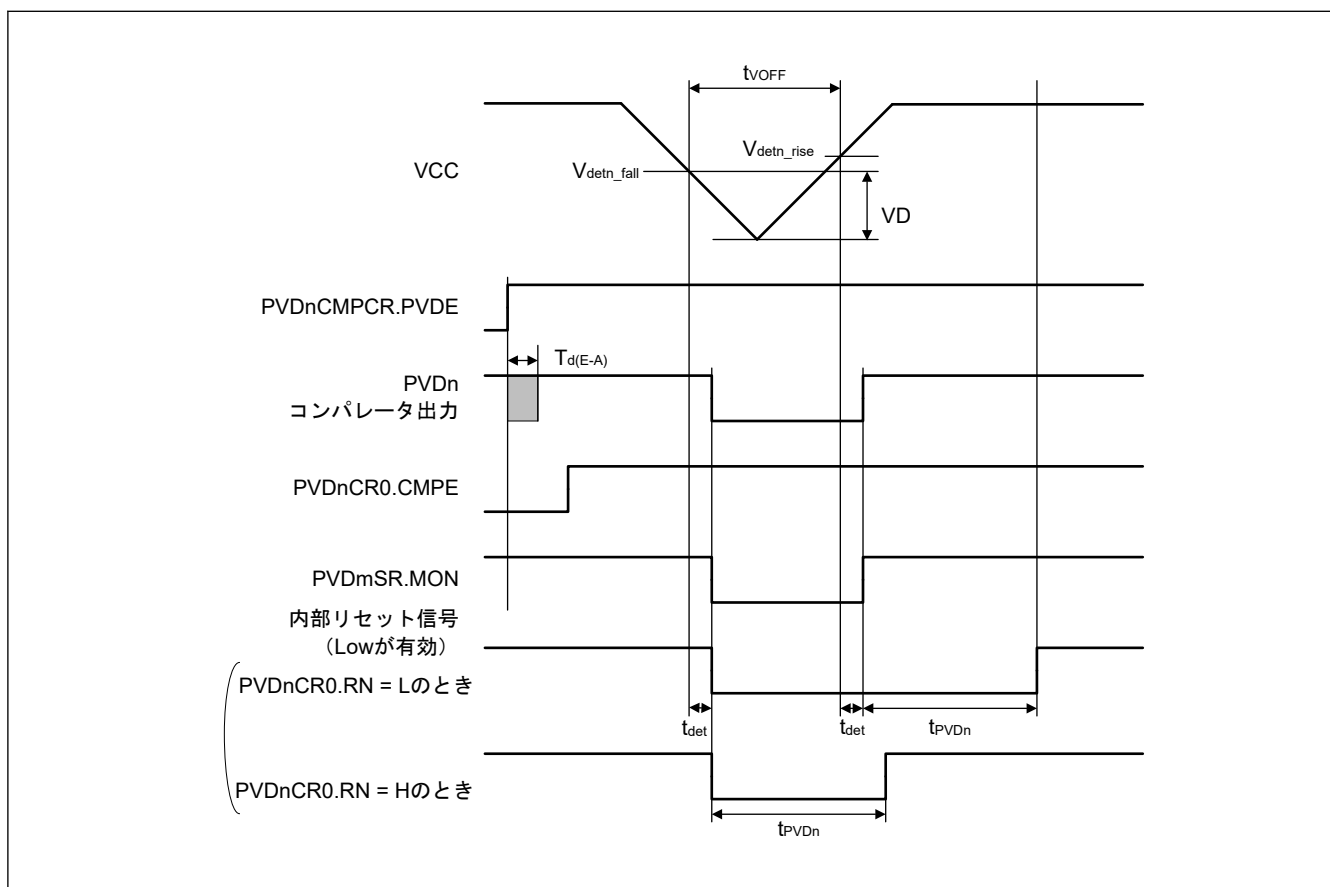 tVOFF
Vdetn_rise
VCC
Vdetn_fall
VD
PVDnCMPCR.PVDE
Td(E-A)
PVDn
コンパレータ出力
PVDnCR0.CMPE
PVDmSR.MON
内部リセット信号
（Lowが有効）
PVDnCR0.RN = Lのとき
tdet
tdet
tPVDn
PVDnCR0.RN = Hのとき
tPVDn